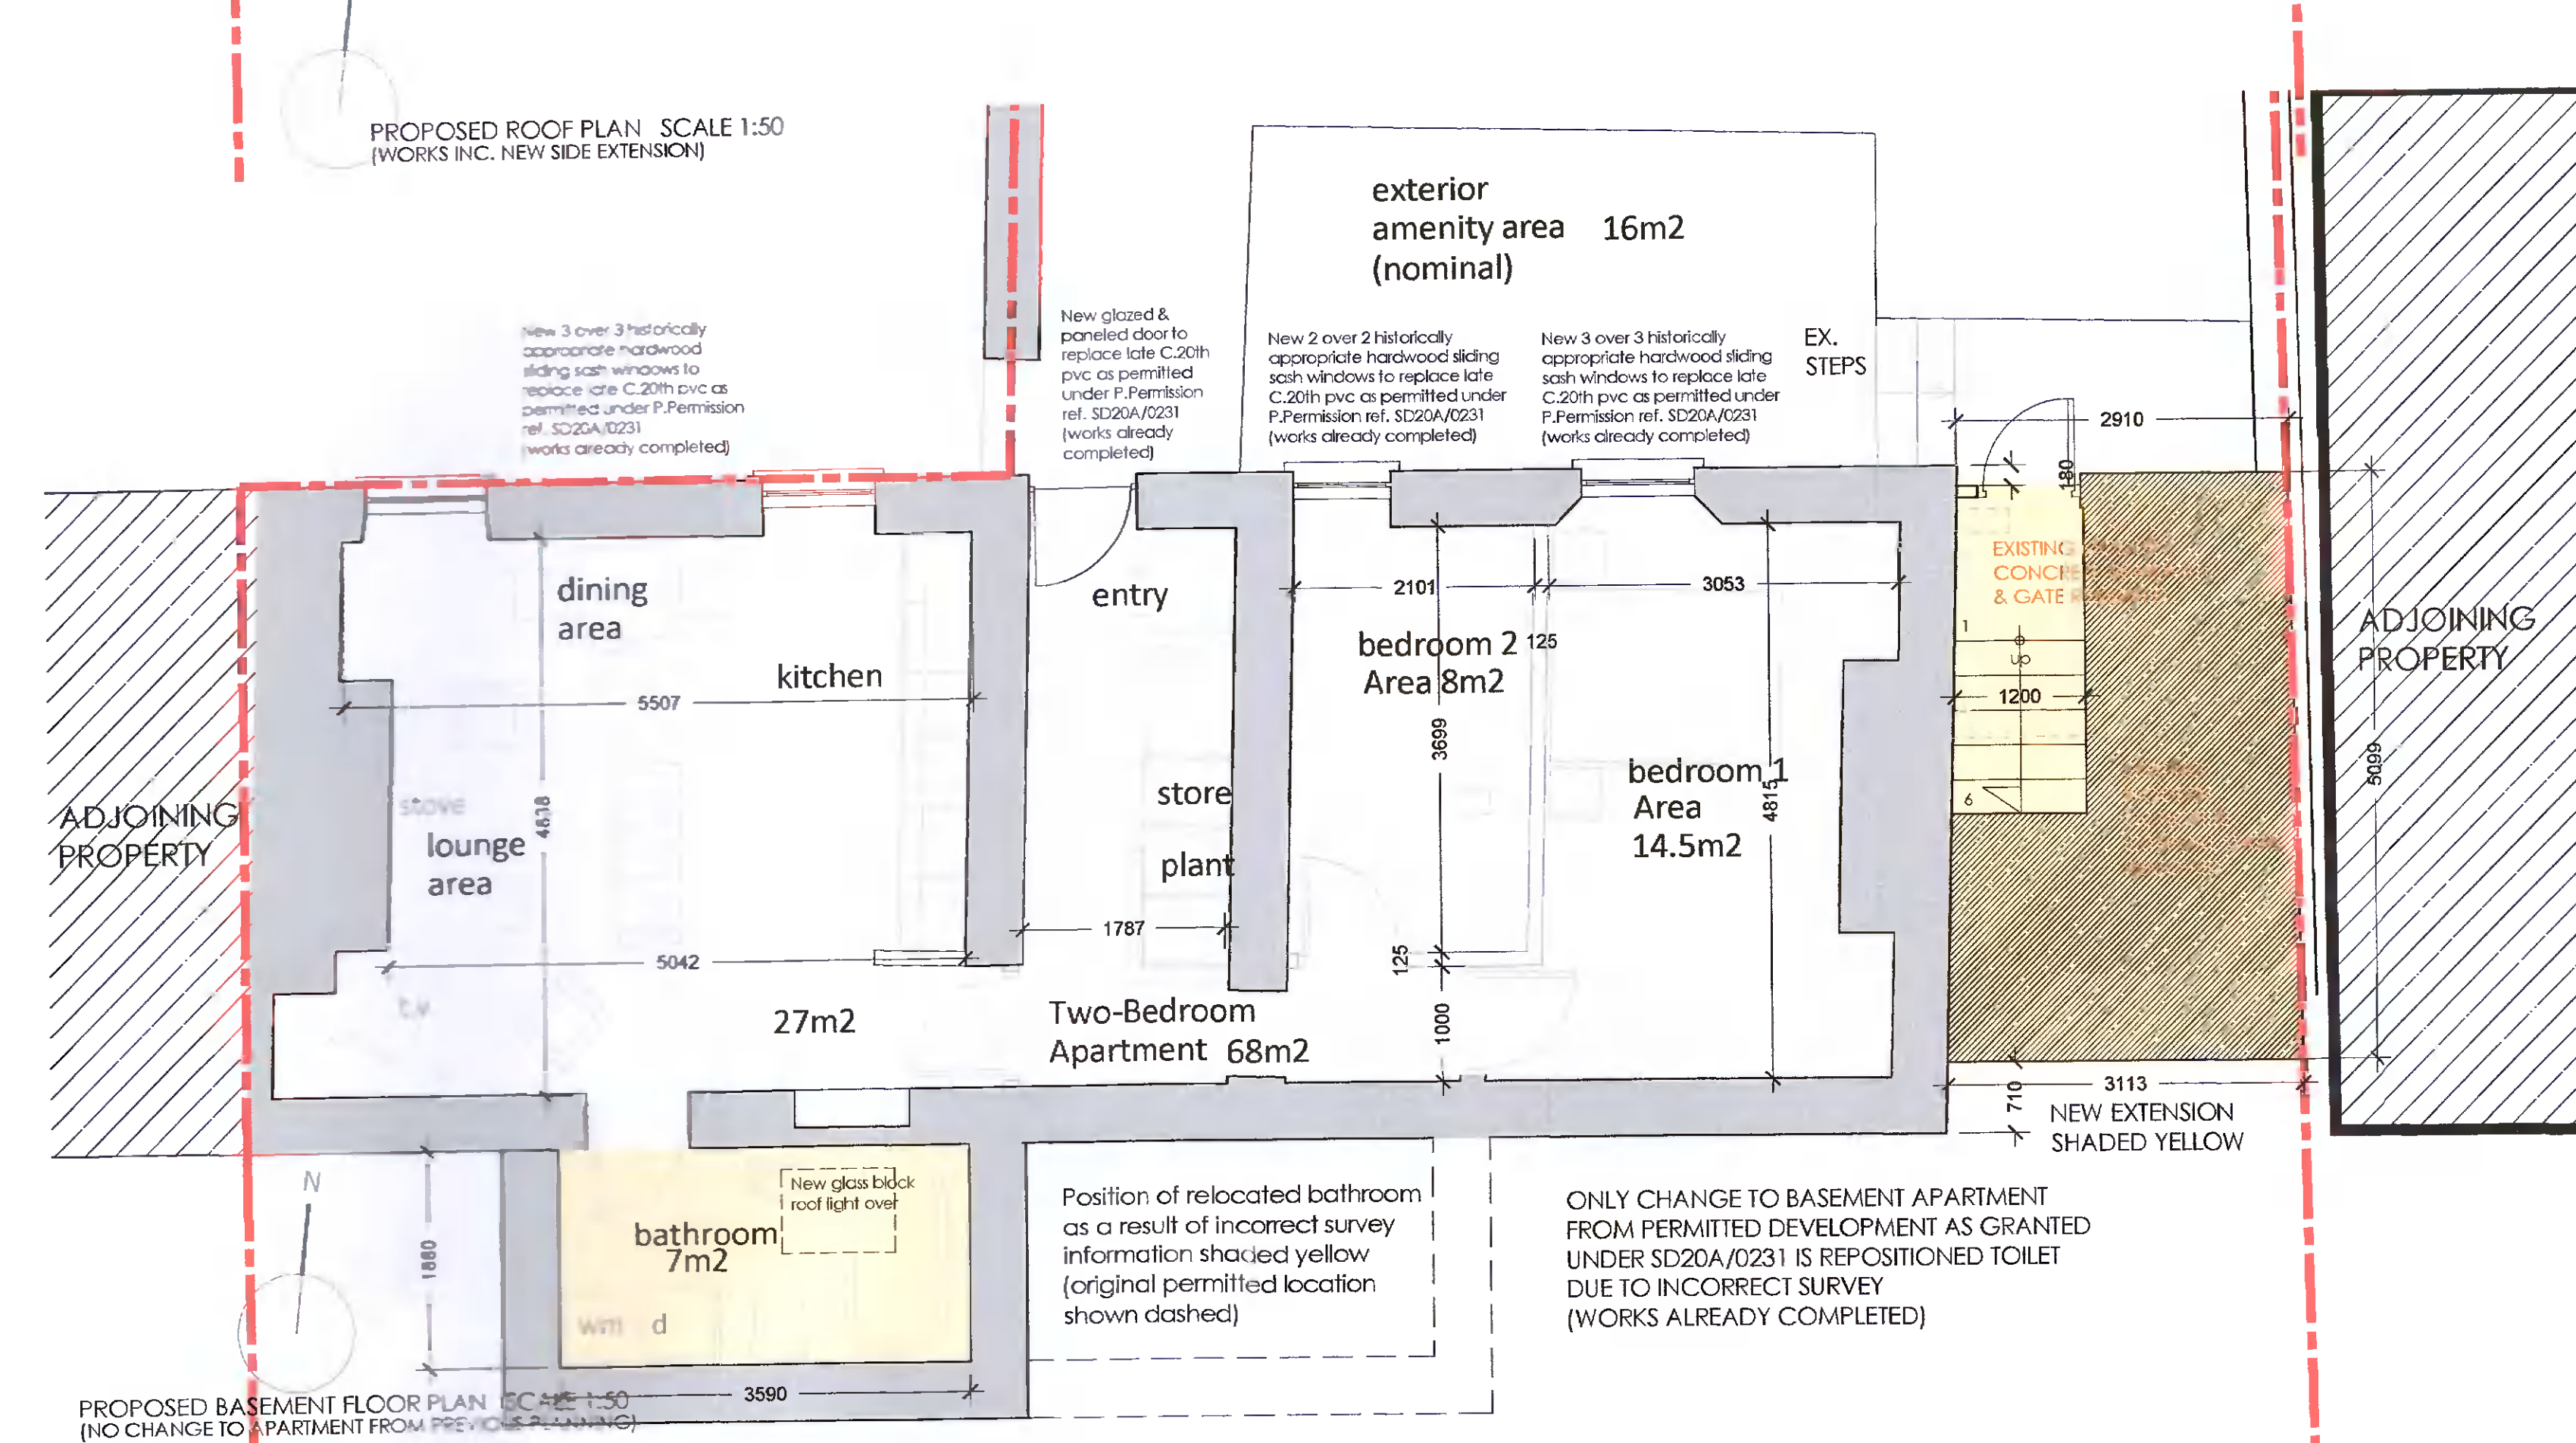 PROPOSED ROOF PLAN SCALE 1:50
(WORKS INC. NEW SIDE EXTENSION)
exterior
amenity area 16m2
(nominal)
New 3 over 3 historically
appropriate hardwood
sliding sash windows to
replace late C.20th pvc as
permitted under P.Permission
ref. SD20A/0231
(works already completed)
New glazed &
paneled door to
replace late C.20th
pvc as permitted
under P.Permission
ref. SD20A/0231
(works already
completed)
New 2 over 2 historically
appropriate hardwood sliding
sash windows to replace late
C.20th pvc as permitted under
P.Permission ref. SD20A/0231
(works already completed)
New 3 over 3 historically
appropriate hardwood sliding
sash windows to replace late
C.20th pvc as permitted under
P.Permission ref. SD20A/0231
(works already completed)
EX.
STEPS
2910
180
EXISTING
& GATE
dining
area
entry
2101
3053
bedroom 2
Area 8m2
125
kitchen
5507
1
up
1200
6
3699
5099
ADJOINING
PROPERTY
ADJOINING
PROPERTY
stove
lounge
area
store
plant
bedroom 1
Area
14.5m2
4815
1787
5042
125
1000
t.v.
27m2
Two-Bedroom
Apartment 68m2
3113
710
NEW EXTENSION
SHADED YELLOW
N
New glass block
roof light over
bathroom
7m2
1880
d
3590
Position of relocated bathroom
as a result of incorrect survey
information shaded yellow
(original permitted location
shown dashed)
ONLY CHANGE TO BASEMENT APARTMENT
FROM PERMITTED DEVELOPMENT AS GRANTED
UNDER SD20A/0231 IS REPOSITIONED TOILET
DUE TO INCORRECT SURVEY
(WORKS ALREADY COMPLETED)
PROPOSED BASEMENT FLOOR PLAN SCALE 1:50
(NO CHANGE TO APARTMENT FROM PREVIOUS PLANNING)